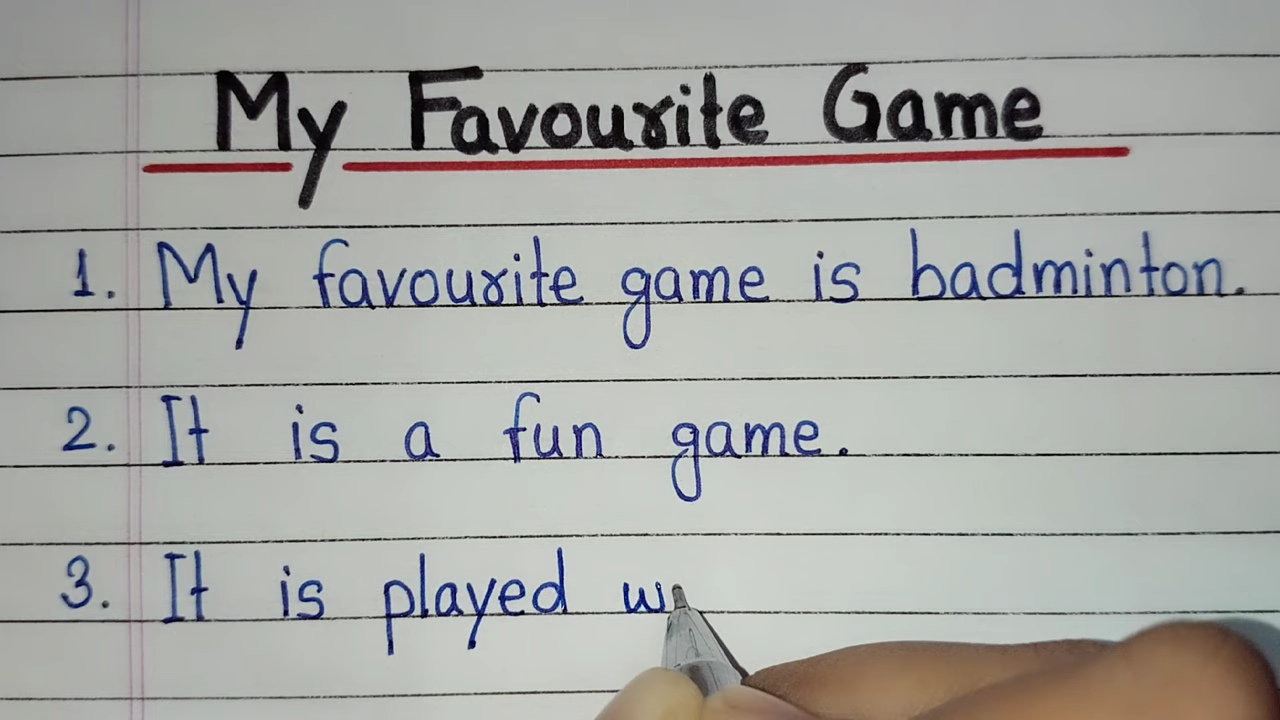 My Favourite Game
1. My favourite game is badminton.
2. It is a fun game.
3. It is played